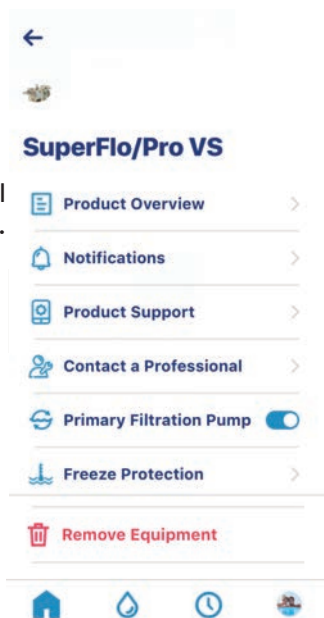 SuperFlo/Pro VS
Product Overview
Notifications
Product Support
Contact a Professional
Primary Filtration Pump
Freeze Protection
Remove Equipment